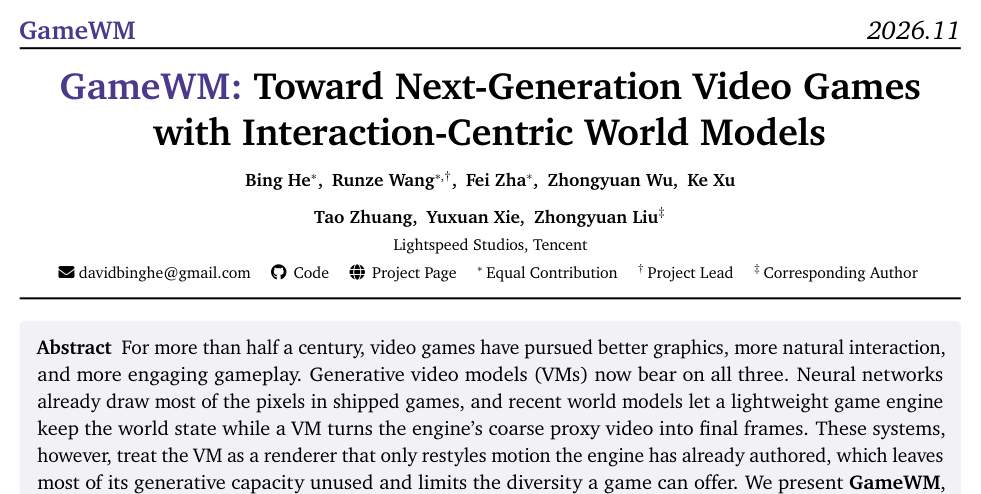 GameWM 2026.11
GameWM: Toward Next-Generation Video Games
with Interaction-Centric World Models
Bing He*, Runze Wang*,†, Fei Zha*, Zhongyuan Wu, Ke Xu
Tao Zhuang, Yuxuan Xie, Zhongyuan Liu‡
Lightspeed Studios, Tencent
davidbinghe@gmail.com Code Project Page *Equal Contribution †Project Lead ‡Corresponding Author
Abstract For more than half a century, video games have pursued better graphics, more natural interaction,
and more engaging gameplay. Generative video models (VMs) now bear on all three. Neural networks
already draw most of the pixels in shipped games, and recent world models let a lightweight game engine
keep the world state while a VM turns the engine's coarse proxy video into final frames. These systems,
however, treat the VM as a renderer that only restyles motion the engine has already authored, which leaves
most of its generative capacity unused and limits the diversity a game can offer. We present GameWM,